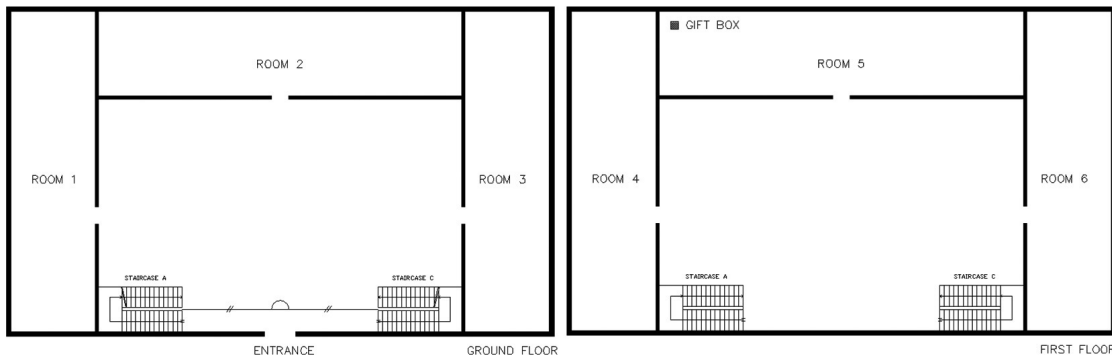 ROOM 2
ROOM 1
ROOM 3
STAIRCASE A
STAIRCASE C
ENTRANCE
GROUND FLOOR
GIFT BOX
ROOM 5
ROOM 4
ROOM 6
STAIRCASE A
STAIRCASE C
FIRST FLOOR